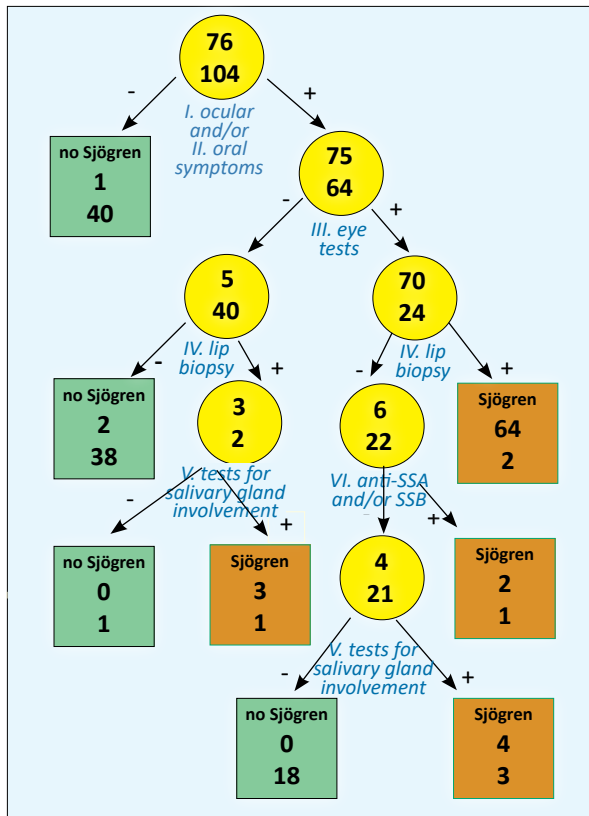 76
104
-
+
I. ocular
and/or
II. oral
symptoms
no Sjögren
1
40
75
64
-
+
III. eye
tests
5
40
70
24
-
IV. lip
biopsy
+
-
IV. lip
biopsy
+
no Sjögren
2
38
3
2
6
22
Sjögren
64
2
-
V. tests for
salivary gland
involvement
+
VI. anti-SSA
and/or SSB
-
+
no Sjögren
0
1
Sjögren
3
1
4
21
Sjögren
2
1
-
V. tests for
salivary gland
involvement
+
no Sjögren
0
18
Sjögren
4
3